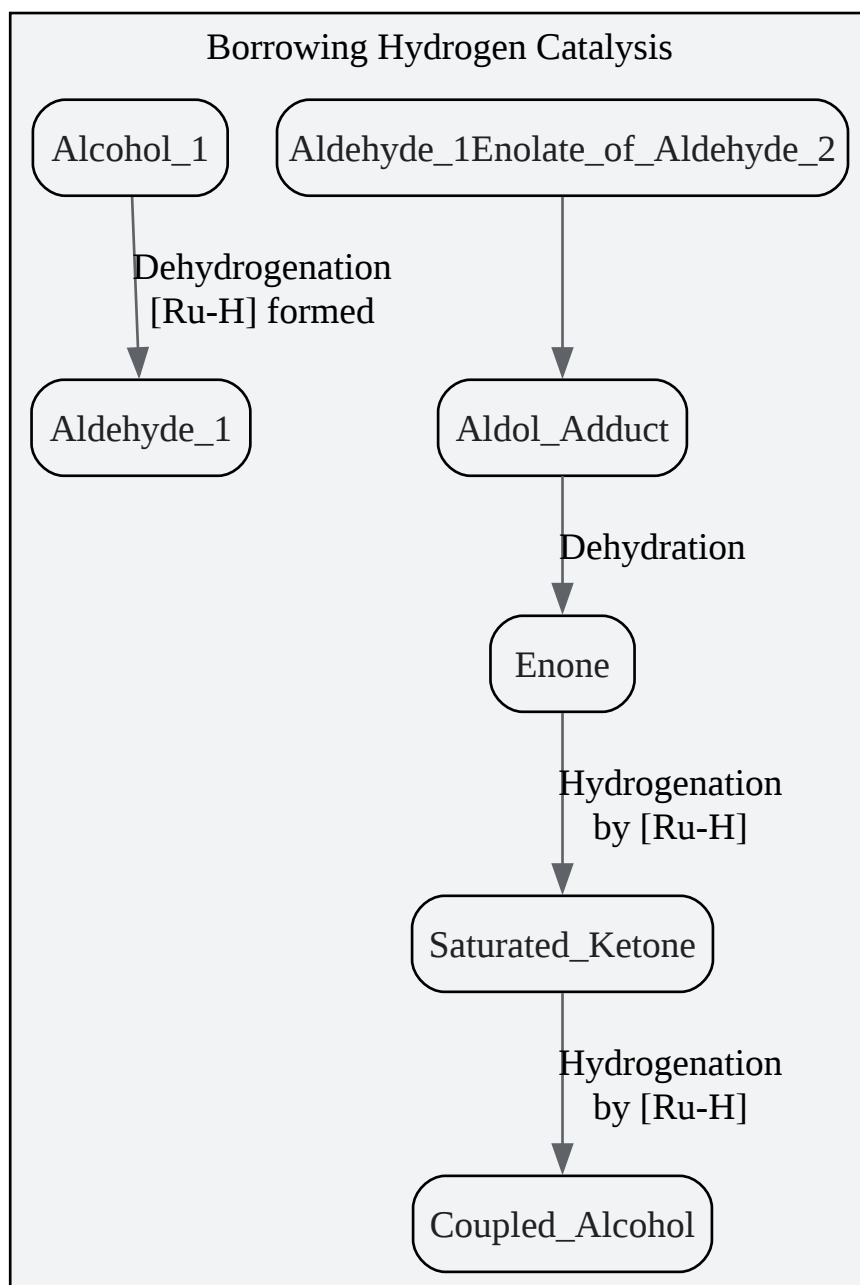 Borrowing Hydrogen Catalysis
Alcohol_1
Aldehyde_1Enolate_of_Aldehyde_2
Dehydrogenation
[Ru-H] formed
Aldehyde_1
Aldol_Adduct
Dehydration
Enone
Hydrogenation
by [Ru-H]
Saturated_Ketone
Hydrogenation
by [Ru-H]
Coupled_Alcohol